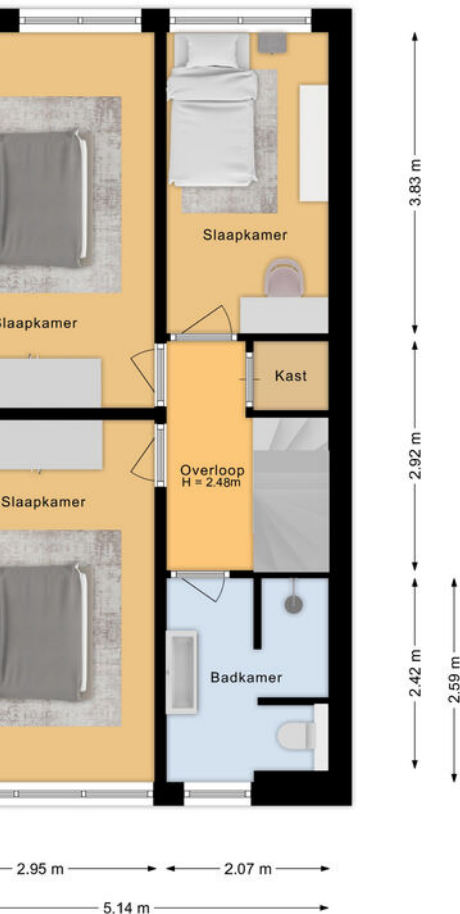 Slaapkamer
3.83 m
Slaapkamer
Kast
Overloop
H = 2.48m
2.92 m
Slaapkamer
Badkamer
2.42 m
2.59 m
2.95 m
2.07 m
5.14 m